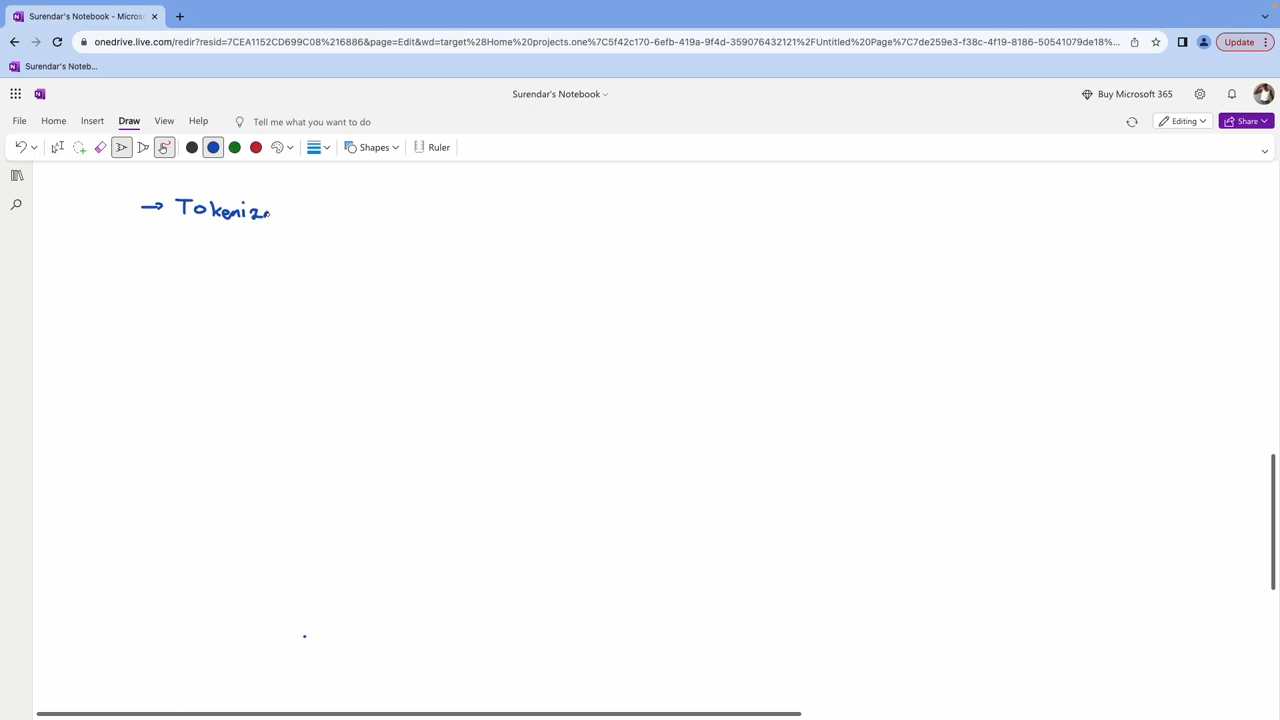 Surendar's Notebook - Micros
onedrive.live.com/redir?resid=7CEA1152CD699C08%216886&page=Edit&wd=target%28Home%20projects.one%7C5f42c170-6efb-419a-9f4d-359076432121%2FUntitled%20Page%7C7de259e3-f38c-4f19-8186-50541079de18%...
Update
Surendar's Noteb...
Surendar's Notebook
Buy Microsoft 365
File Home Insert Draw View Help Tell me what you want to do
Editing
Share
Shapes
Ruler
→ Tokeniza